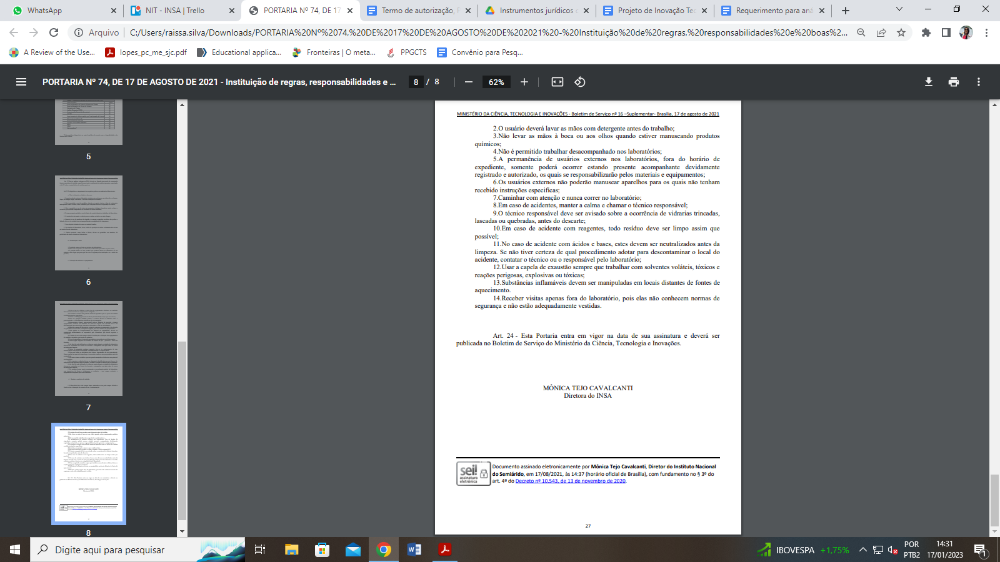 WhatsApp
NIT - INSA | Trello
PORTARIA Nº 74, DE 17
Termo de autorização,
Instrumentos jurídicos
Projeto de Inovação Tec
Requerimento para aná
Arquivo
C:/Users/raissa.silva/Downloads/PORTARIA%20Nº%2074,%20DE%2017%20DE%20AGOSTO%20DE%202021%20-%20Instituição%20de%20regras,%20responsabilidades%20e%20boas%2...
A Review of the Use...
lopes_pc_me_sjc.pdf
Educational applica...
Fronteiras | O meta...
PPGCTS
Convênio para Pesq...
PORTARIA Nº 74, DE 17 DE AGOSTO DE 2021 - Instituição de regras, responsabilidades e ...
8 / 8
62%
5
6
7
8
MINISTÉRIO DA CIÊNCIA, TECNOLOGIA E INOVAÇÕES - Boletim de Serviço nº 16 –Suplementar- Brasília, 17 de agosto de 2021
2.O usuário deverá lavar as mãos com detergente antes do trabalho;
3.Não levar as mãos à boca ou aos olhos quando estiver manuseando produtos
químicos;
4.Não é permitido trabalhar desacompanhado nos laboratórios;
5.A permanência de usuários externos nos laboratórios, fora do horário de
expediente, somente poderá ocorrer estando presente acompanhante devidamente
registrado e autorizado, os quais se responsabilizarão pelos materiais e equipamentos;
6.Os usuários externos não poderão manusear aparelhos para os quais não tenham
recebido instruções especificas;
7.Caminhar com atenção e nunca correr no laboratório;
8.Em caso de acidentes, manter a calma e chamar o técnico responsável;
9.O técnico responsável deve ser avisado sobre a ocorrência de vidrarias trincadas,
lascadas ou quebradas, antes do descarte;
10.Em caso de acidente com reagentes, todo resíduo deve ser limpo assim que
possível;
11.No caso de acidente com ácidos e bases, estes devem ser neutralizados antes da
limpeza. Se não tiver certeza de qual procedimento adotar para descontaminar o local do
acidente, contatar o técnico ou o responsável pelo laboratório;
12.Usar a capela de exaustão sempre que trabalhar com solventes voláteis, tóxicos e
reações perigosas, explosivas ou tóxicas;
13.Substâncias inflamáveis devem ser manipuladas em locais distantes de fontes de
aquecimento.
14.Receber visitas apenas fora do laboratório, pois elas não conhecem normas de
segurança e não estão adequadamente vestidas.
Art. 24 - Esta Portaria entra em vigor na data de sua assinatura e deverá ser
publicada no Boletim de Serviço do Ministério da Ciência, Tecnologia e Inovações.
MÔNICA TEJO CAVALCANTI
Diretora do INSA
sei!
assinatura
eletrônica
Documento assinado eletronicamente por Mônica Tejo Cavalcanti, Diretor do Instituto Nacional
do Semiárido, em 17/08/2021, às 14:37 (horário oficial de Brasília), com fundamento no § 3º do
art. 4º do Decreto nº 10.543, de 13 de novembro de 2020.
27
Digite aqui para pesquisar
IBOVESPA +1,75%
POR
PTB2
14:31
17/01/2023
1